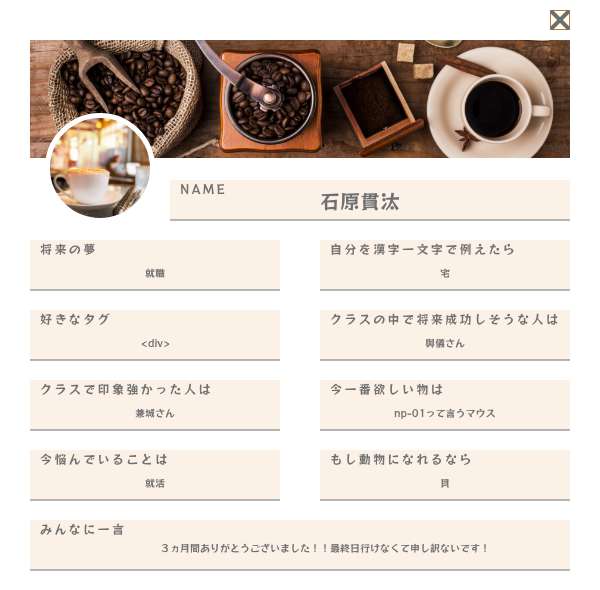 NAME
石原貫汰
将来の夢
就職
自分を漢字一文字で例えたら
宅
好きなタグ
<div>
クラスの中で将来成功しそうな人は
與儀さん
クラスで印象強かった人は
兼城さん
今一番欲しい物は
np-01って言うマウス
今悩んでいることは
就活
もし動物になれるなら
貝
みんなに一言
３ヵ月間ありがとうございました！！最終日行けなくて申し訳ないです！